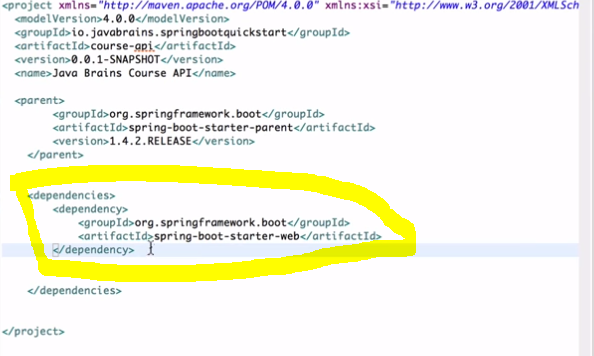 <project xmlns="http://maven.apache.org/POM/4.0.0" xmlns:xsi="http://www.w3.org/2001/XMLSch
<modelVersion>4.0.0</modelVersion>
<groupId>io.javabrains.springbootquickstart</groupId>
<artifactId>course-api</artifactId>
<version>0.0.1-SNAPSHOT</version>
<name>Java Brains Course API</name>
<parent>
<groupId>org.springframework.boot</groupId>
<artifactId>spring-boot-starter-parent</artifactId>
<version>1.4.2.RELEASE</version>
</parent>
<dependencies>
<dependency>
<groupId>org.springframework.boot</groupId>
<artifactId>spring-boot-starter-web</artifactId>
</dependency>
</dependencies>
</project>